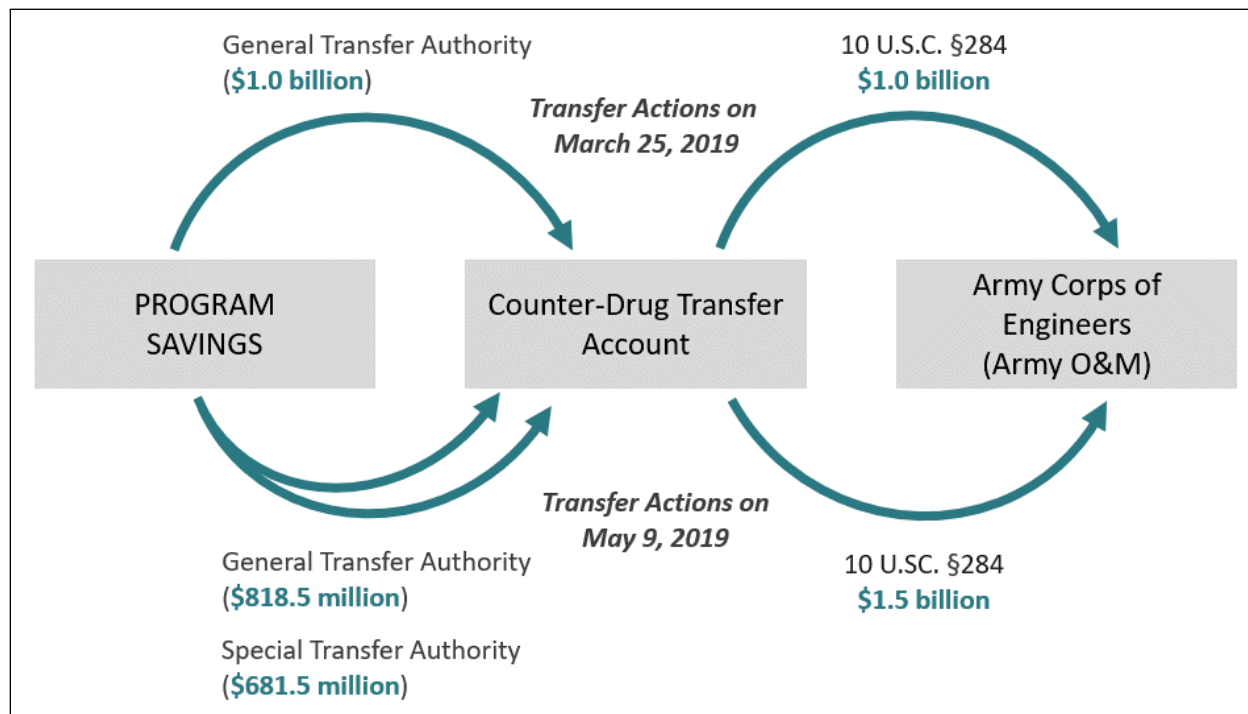 General Transfer Authority
($1.0 billion)
10 U.S.C. §284
$1.0 billion
Transfer Actions on
March 25, 2019
PROGRAM
SAVINGS
Counter-Drug Transfer
Account
Army Corps of
Engineers
(Army O&M)
Transfer Actions on
May 9, 2019
General Transfer Authority
($818.5 million)
Special Transfer Authority
($681.5 million)
10 U.SC. §284
$1.5 billion